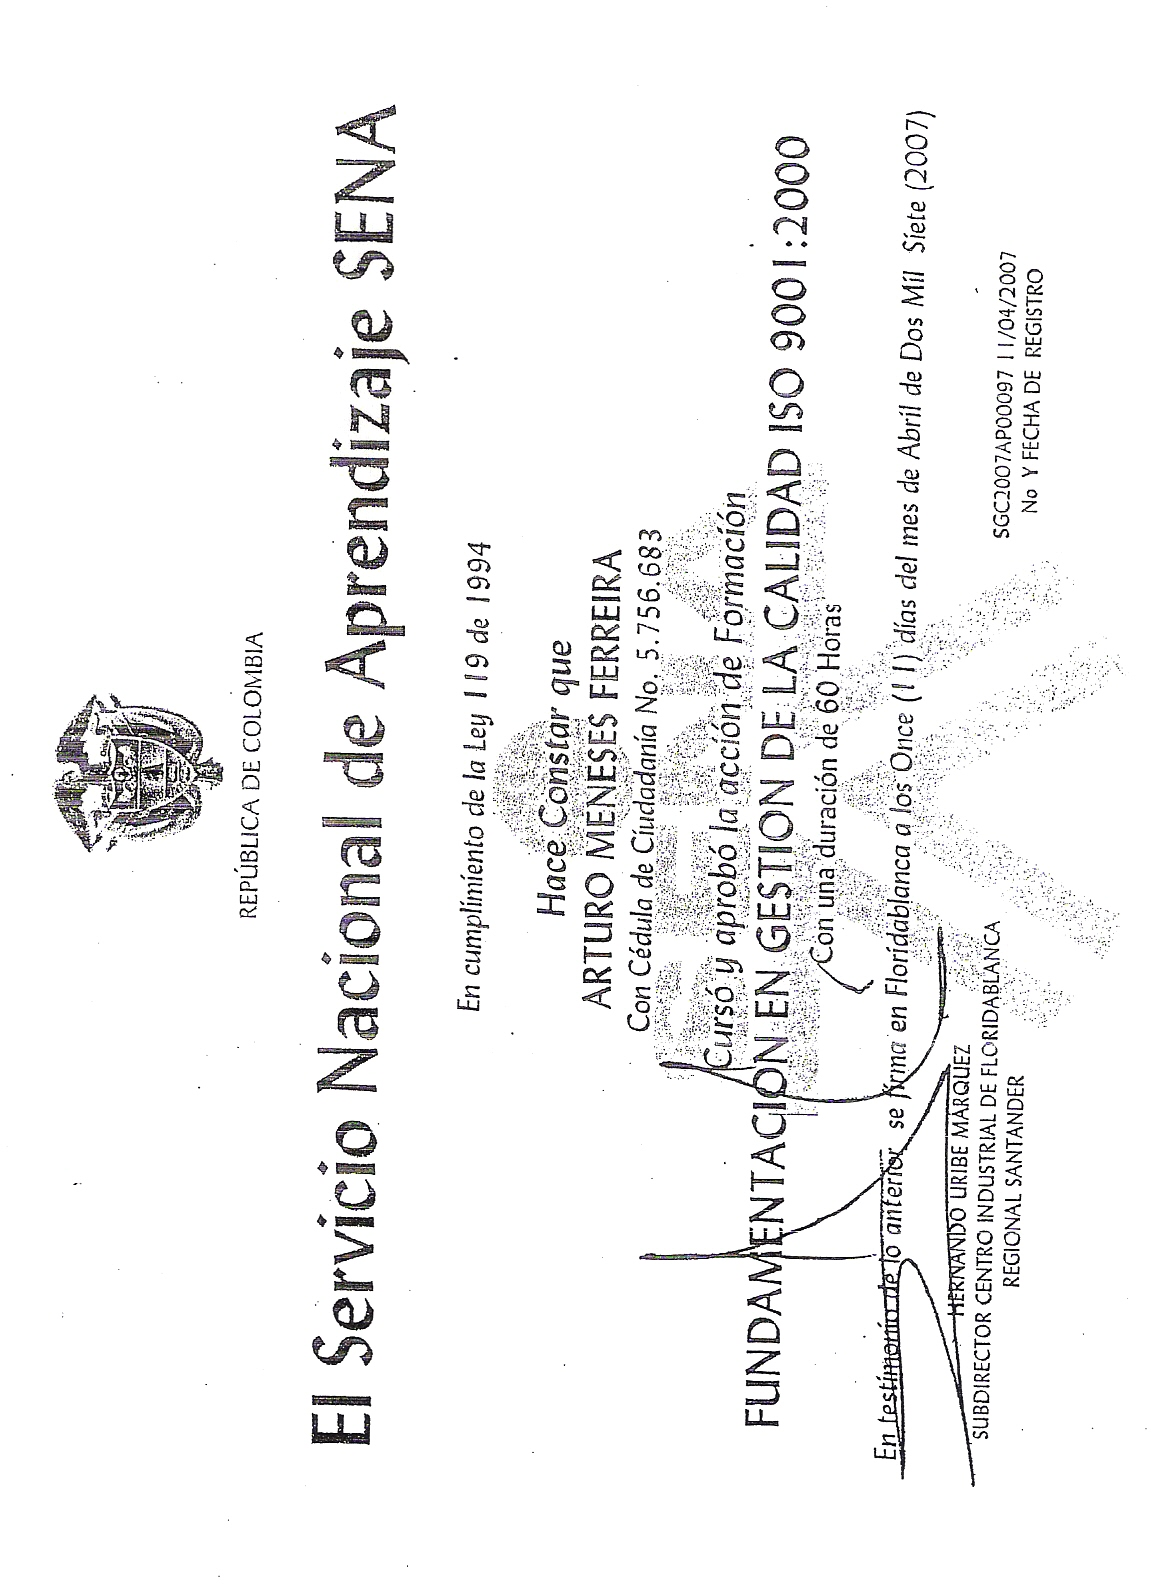 REPÚBLICA DE COLOMBIA
El Servicio Nacional de Aprendizaje SENA
En cumplimiento de la Ley 119 de 1994
Hace Constar que
ARTURO MENESES FERREIRA
Con Cédula de Ciudadanía No. 5.756.683
Cursó y aprobó la acción de Formación
FUNDAMENTACION EN GESTION DE LA CALIDAD ISO 9001:2000
Con una duración de 60 Horas
En testimonio de lo anterior se firma en Floridablanca a los Once (11) días del mes de Abril de Dos Mil Siete (2007)
HERNANDO URIBE MARQUEZ
SUBDIRECTOR CENTRO INDUSTRIAL DE FLORIDABLANCA
REGIONAL SANTANDER
SGC2007AP00097 11/04/2007
No Y FECHA DE REGISTRO